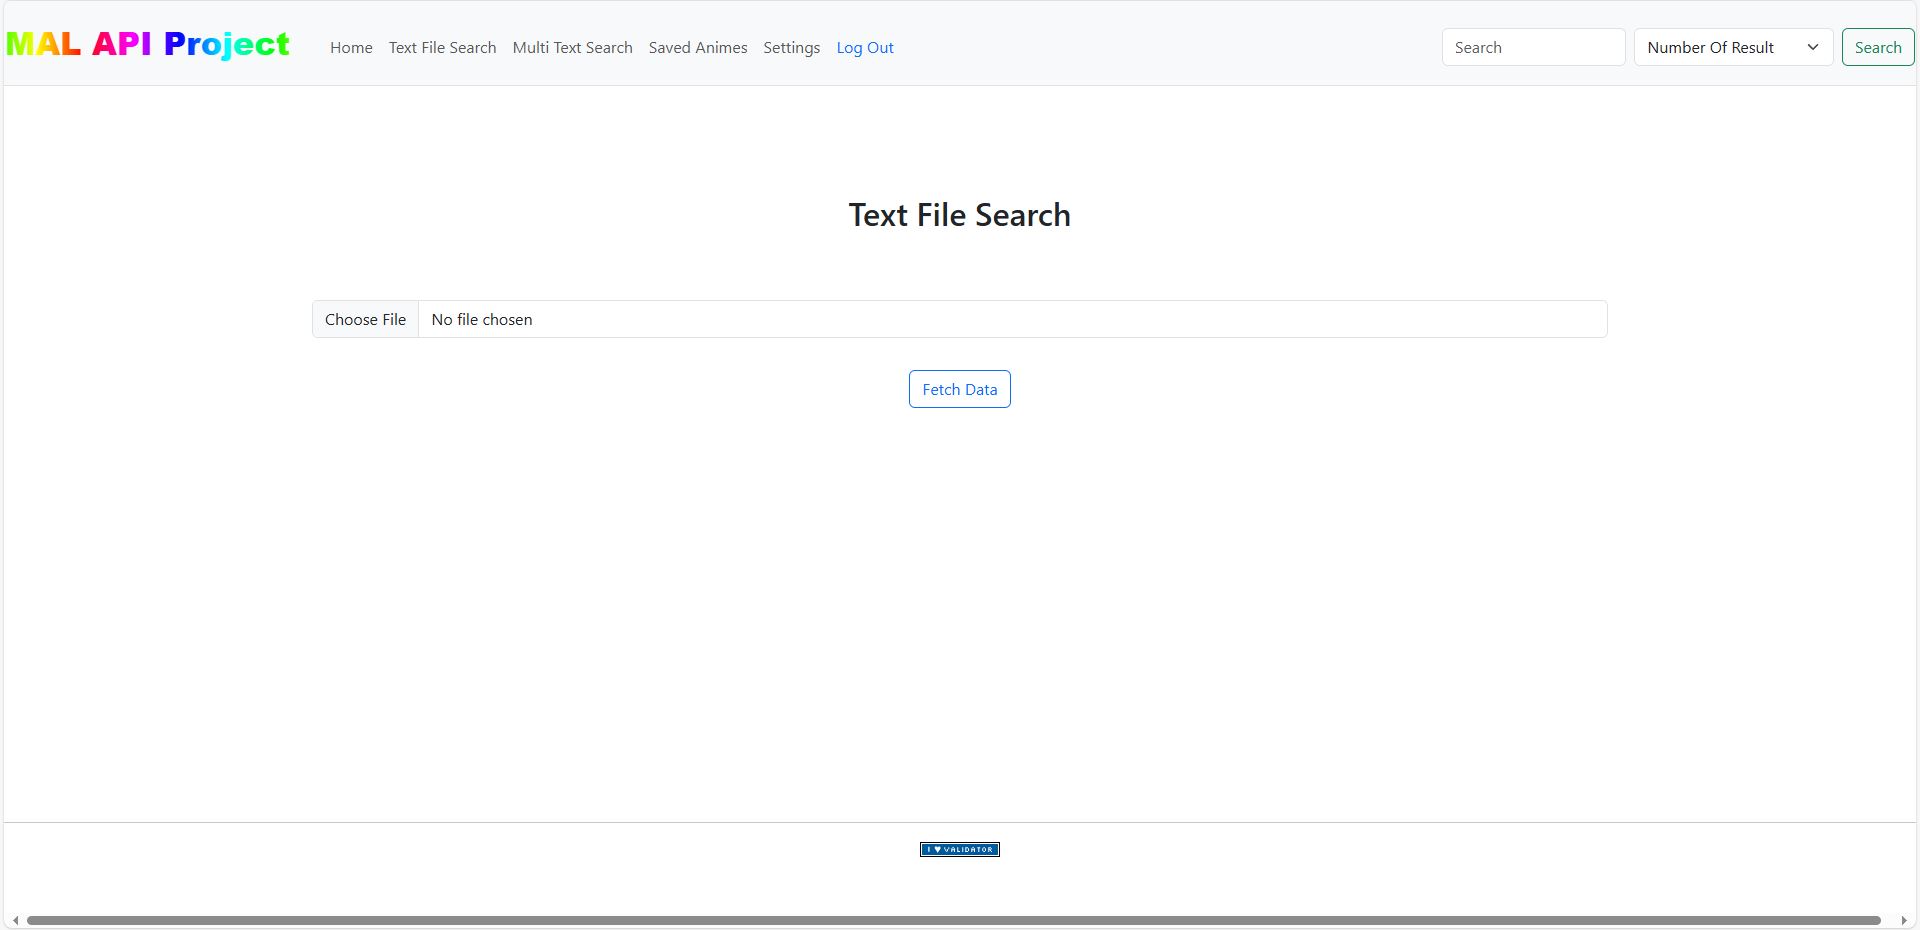 MAL API Project Home Text File Search Multi Text Search Saved Animes Settings Log Out Search Number Of Result Search
Text File Search
Choose File No file chosen
Fetch Data
I ♥ VALIDATOR